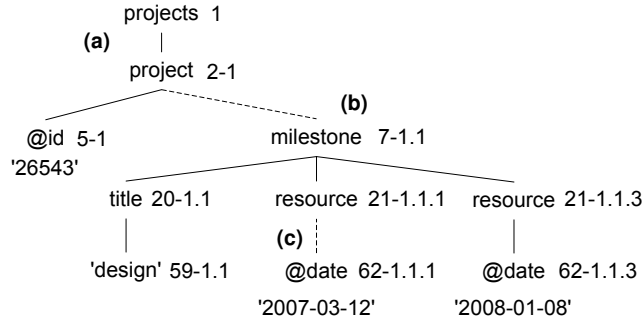 projects 1
(a)
project 2-1
(b)
@id 5-1 milestone 7-1.1
'26543'
title 20-1.1 resource 21-1.1.1 resource 21-1.1.3
(c)
'design' 59-1.1 @date 62-1.1.1 @date 62-1.1.3
'2007-03-12' '2008-01-08'